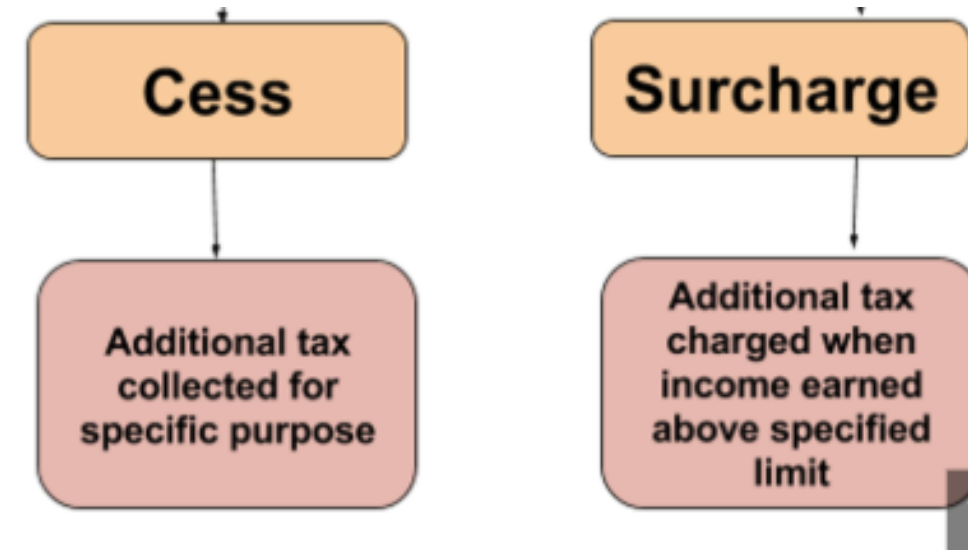 Cess
Surcharge
Additional tax
collected for
specific purpose
Additional tax
charged when
income earned
above specified
limit